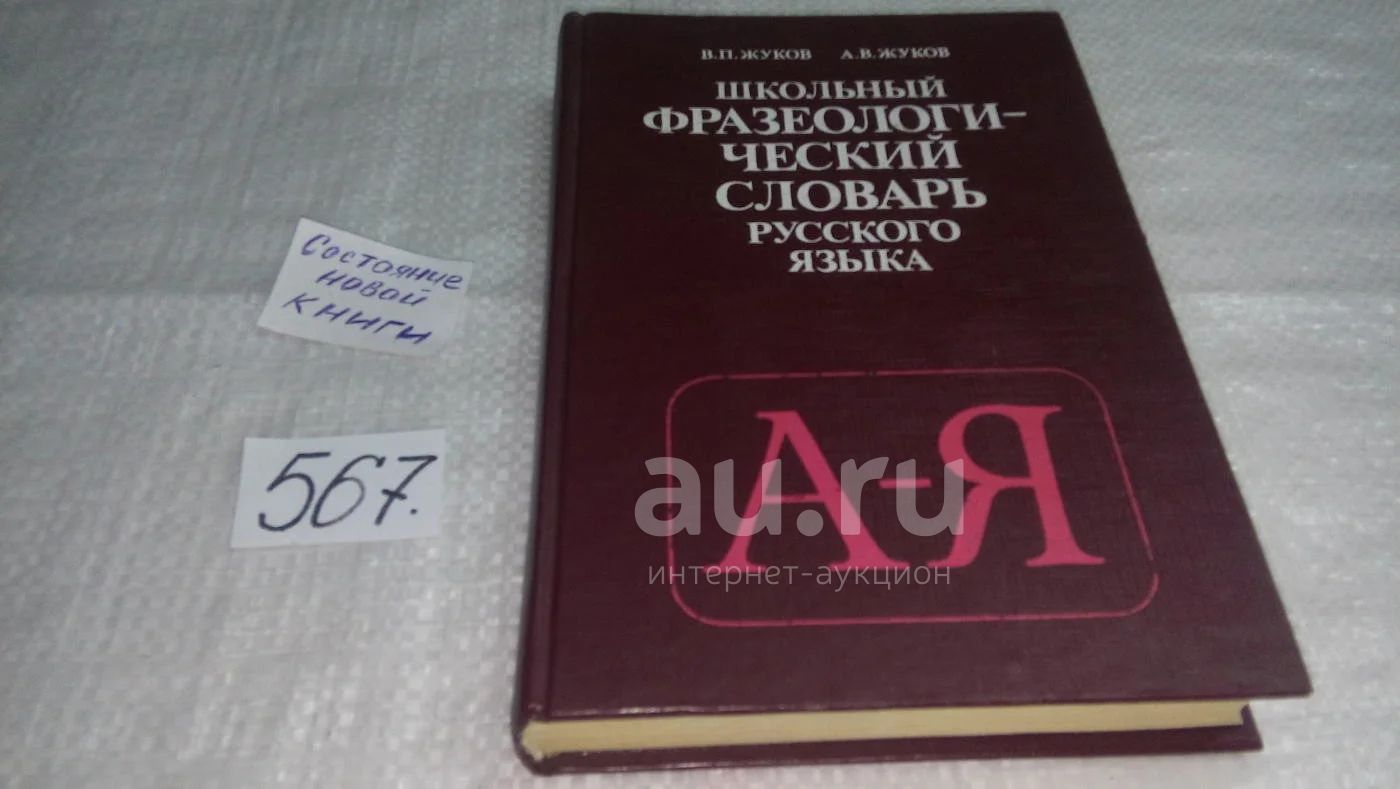 В.П. ЖУКОВ А.В. ЖУКОВ
ШКОЛЬНЫЙ
ФРАЗЕОЛОГИ-
ЧЕСКИЙ
СЛОВАРЬ
РУССКОГО
ЯЗЫКА
А-Я
Состояние
новой
книги
567.
au.ru
интернет-аукцион